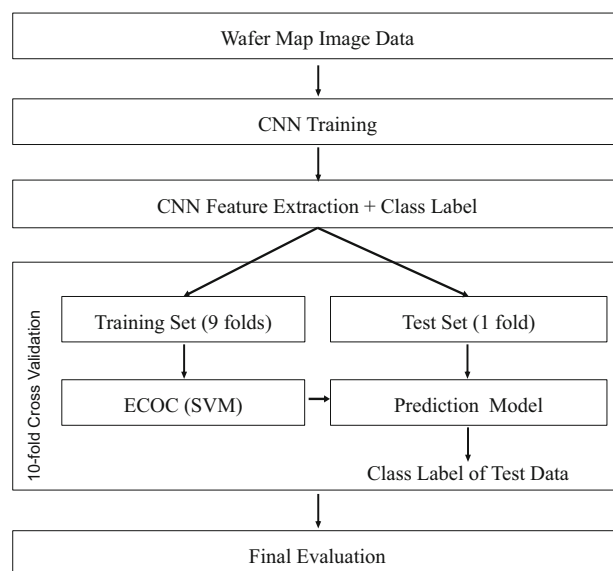 Wafer Map Image Data
CNN Training
CNN Feature Extraction + Class Label
10-fold Cross Validation
Training Set (9 folds)
Test Set (1 fold)
ECOC (SVM)
Prediction Model
Class Label of Test Data
Final Evaluation